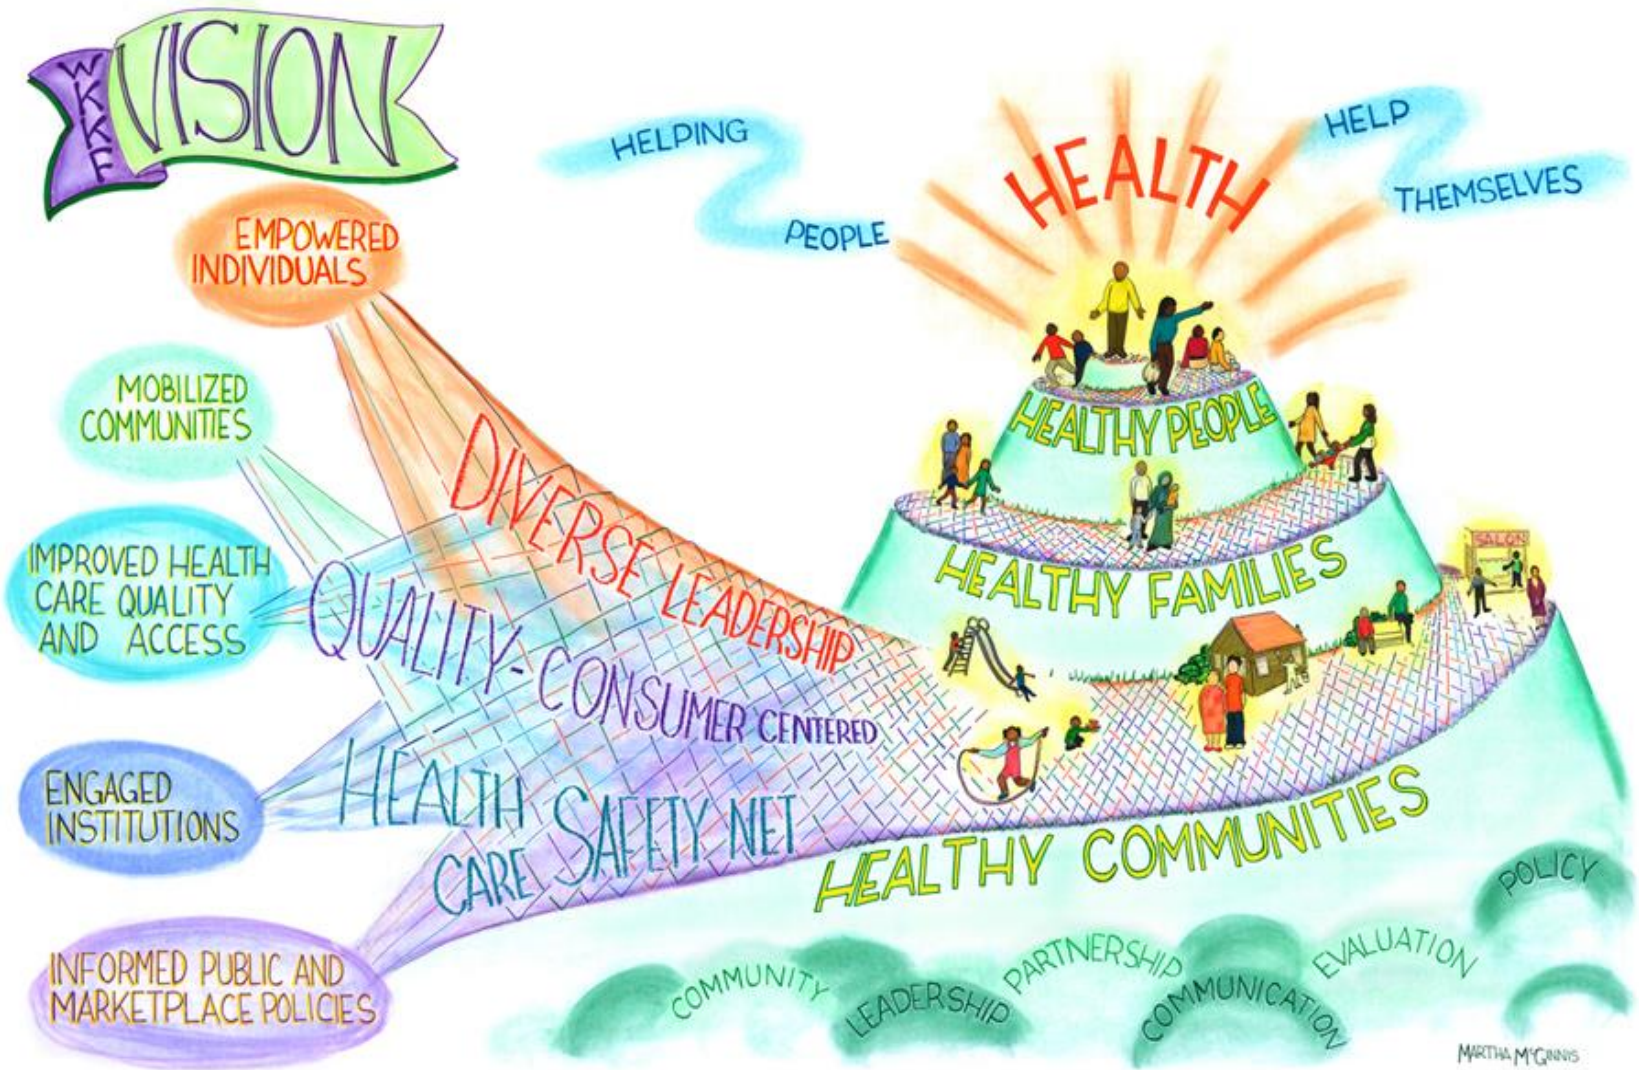 WKKF
VISION
HELPING
PEOPLE
HEALTH
HELP
THEMSELVES
EMPOWERED
INDIVIDUALS
MOBILIZED
COMMUNITIES
IMPROVED HEALTH
CARE QUALITY
AND ACCESS
ENGAGED
INSTITUTIONS
INFORMED PUBLIC AND
MARKETPLACE POLICIES
DIVERSE LEADERSHIP
QUALITY-CONSUMER CENTERED
HEALTH
CARE SAFETY NET
HEALTHY PEOPLE
HEALTHY FAMILIES
SALON
HEALTHY COMMUNITIES
COMMUNITY
LEADERSHIP
PARTNERSHIP
COMMUNICATION
EVALUATION
POLICY
MARTHA McGINNIS